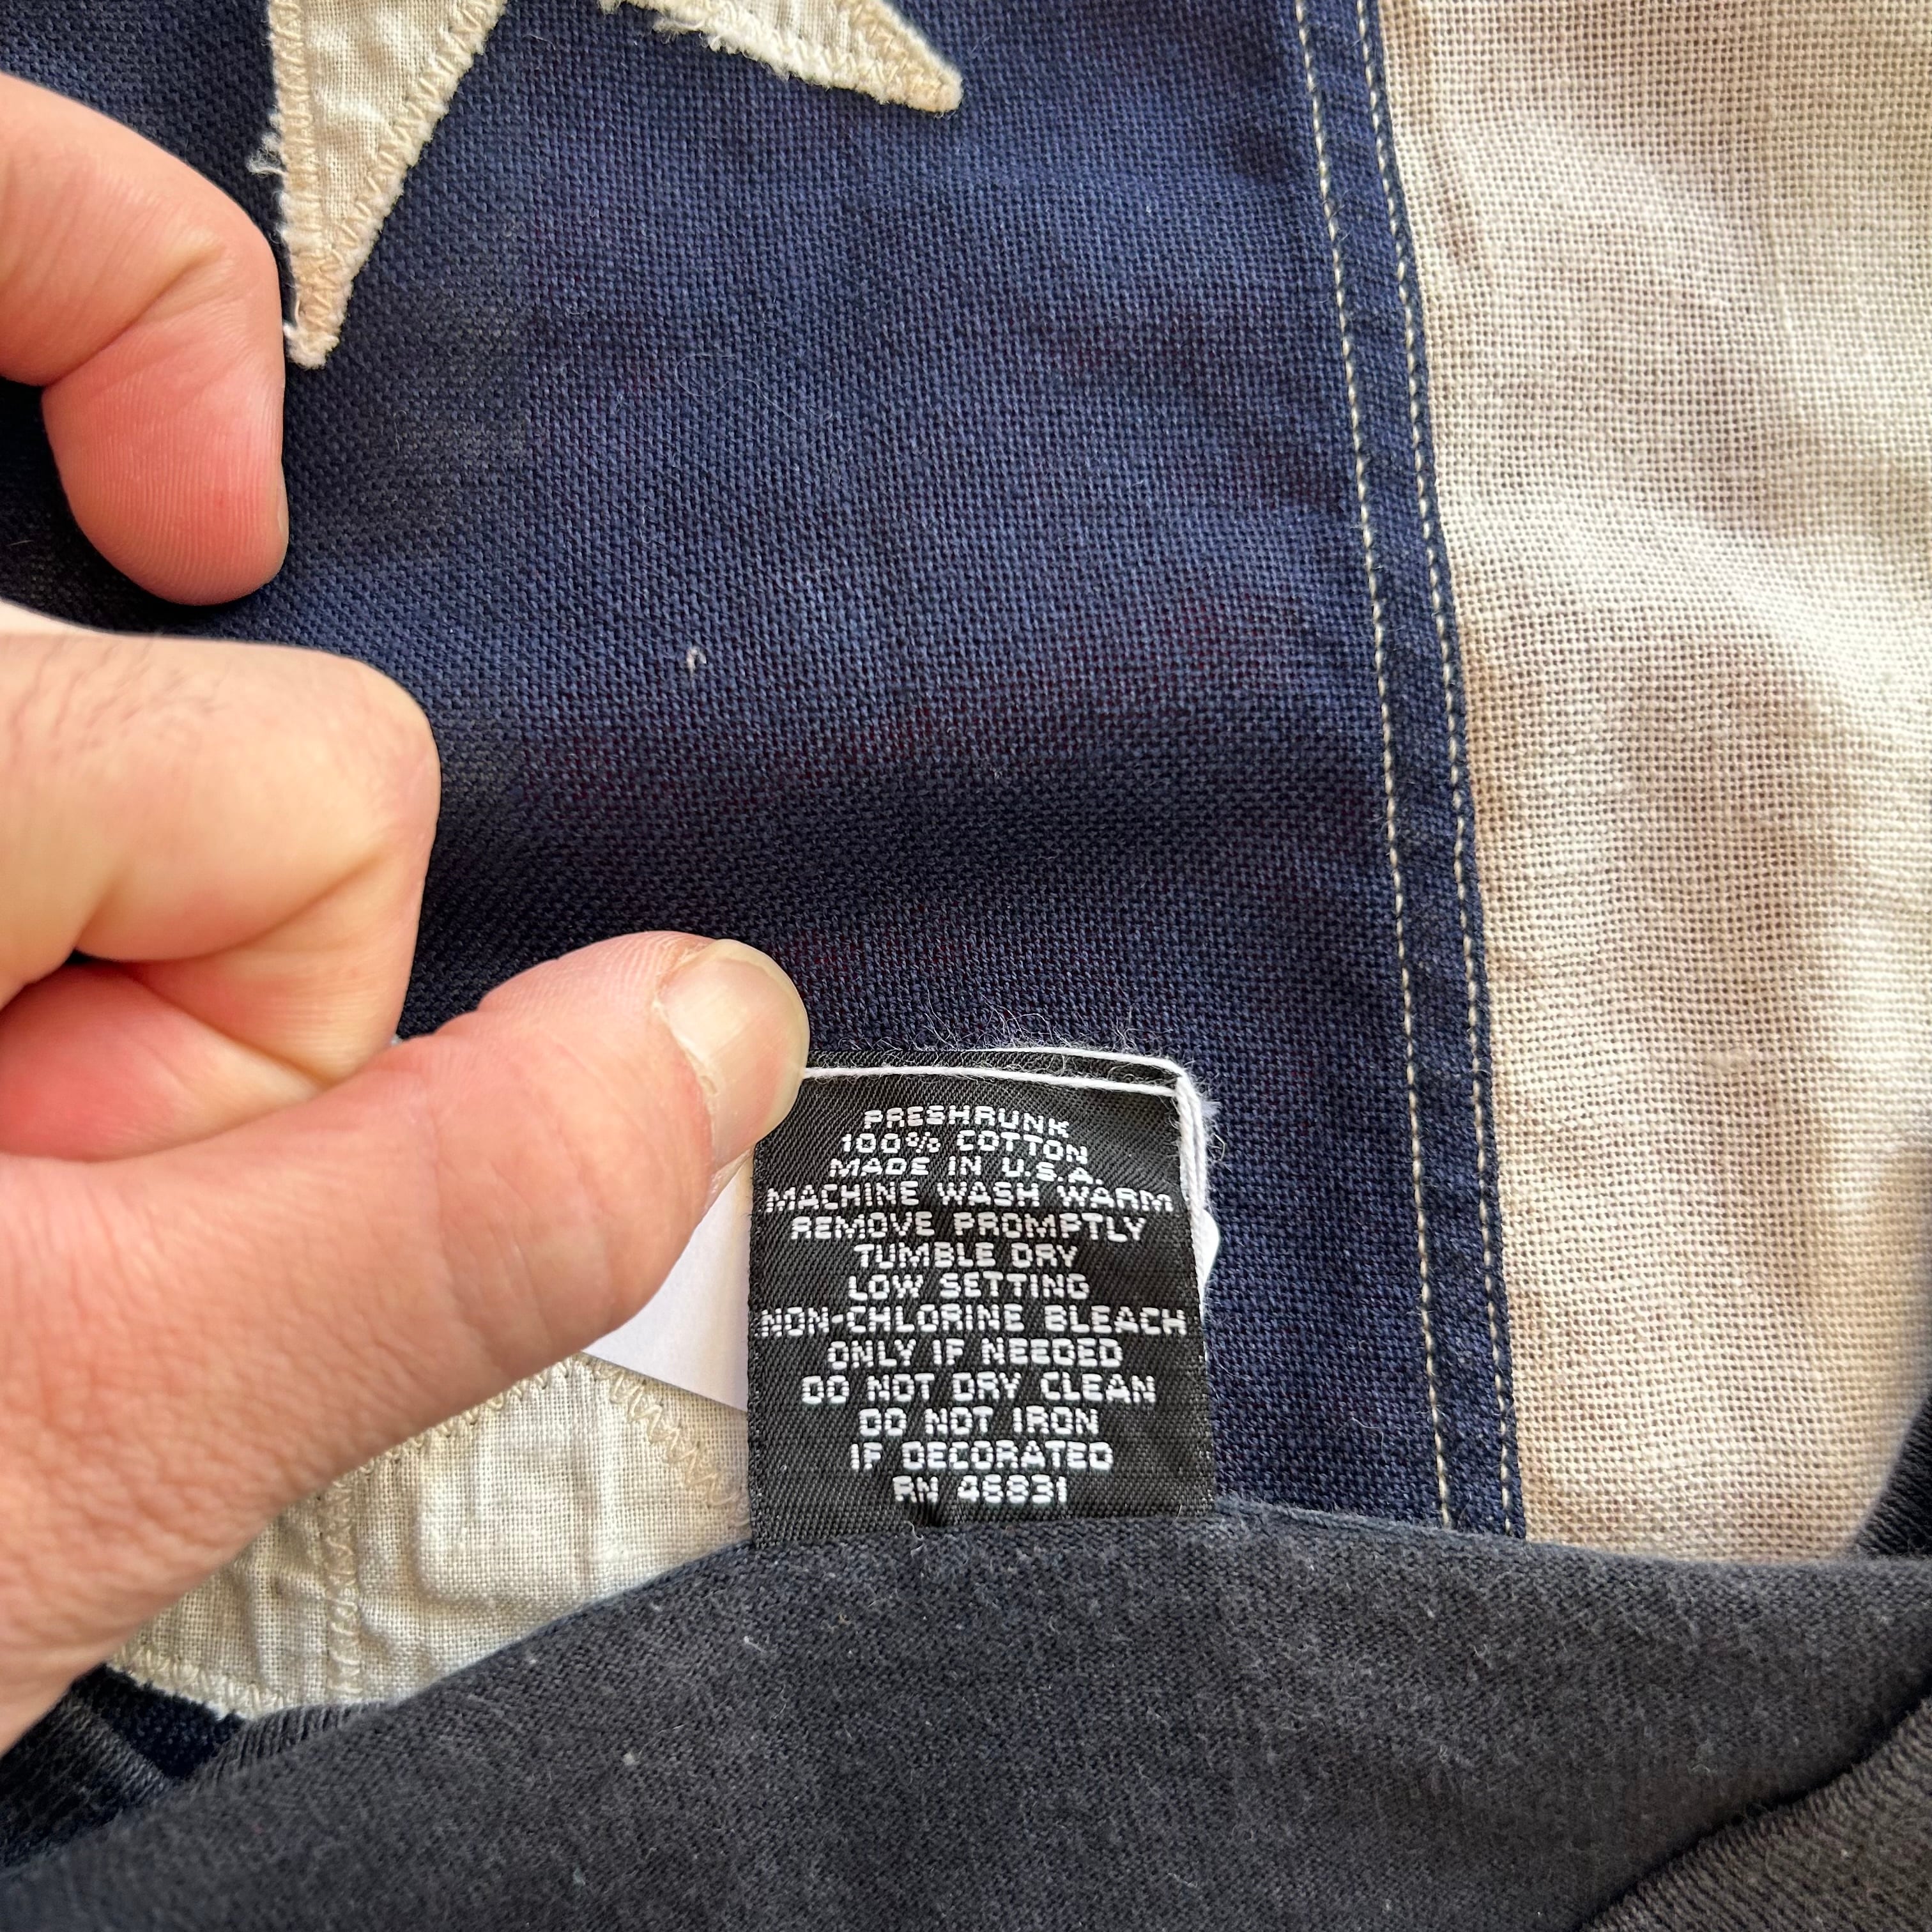 PRESHRUNK
100% COTTON
MADE IN U.S.A.
MACHINE WASH WARM
REMOVE PROMPTLY
TUMBLE DRY
LOW SETTING
NON-CHLORINE BLEACH
ONLY IF NEEDED
DO NOT DRY CLEAN
DO NOT IRON
IF DECORATED
RN 46831